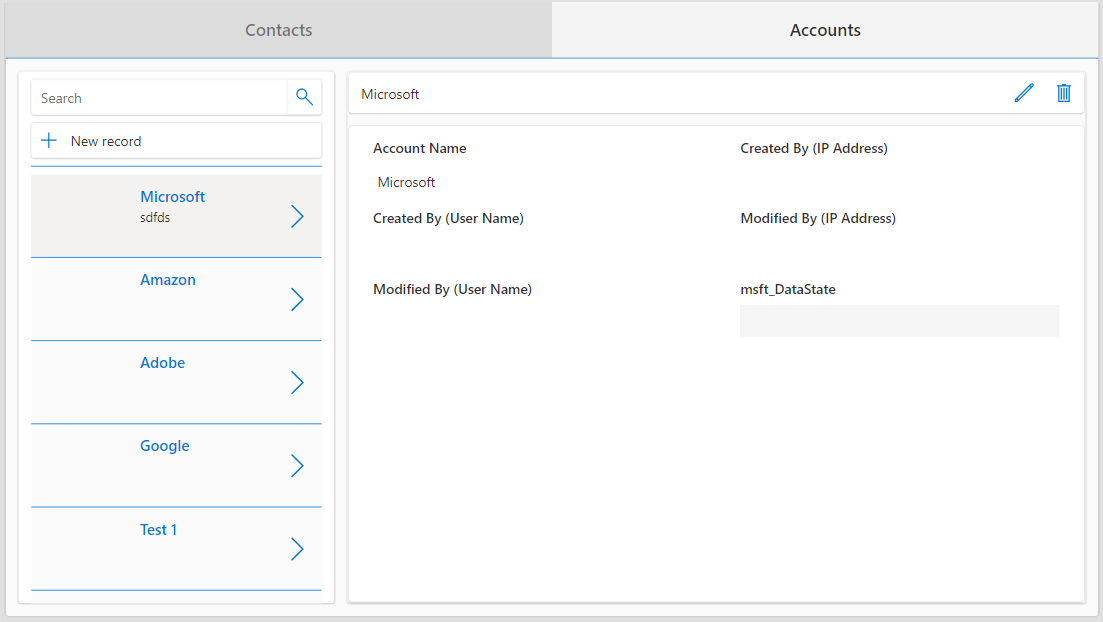 Contacts
Accounts
Search
New record
Microsoft
sdfds
Amazon
Adobe
Google
Test 1
Microsoft
Account Name
Created By (IP Address)
Microsoft
Created By (User Name)
Modified By (IP Address)
Modified By (User Name)
msft_DataState